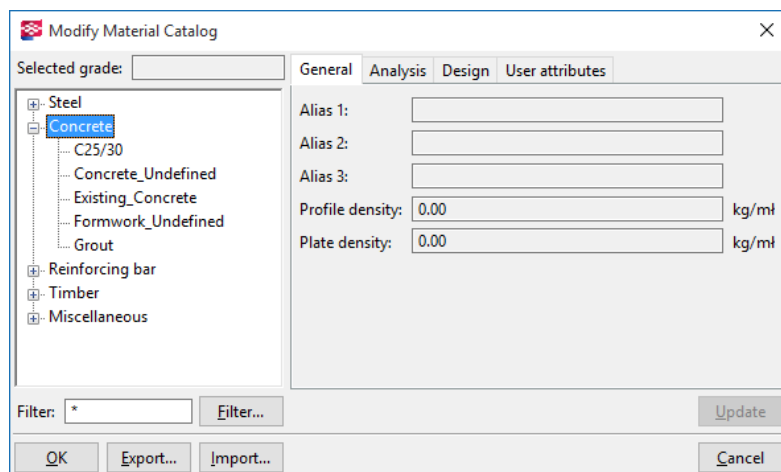 Modify Material Catalog
Selected grade:
General Analysis Design User attributes
Steel
Concrete
C25/30
Concrete_Undefined
Existing_Concrete
Formwork_Undefined
Grout
Reinforcing bar
Timber
Miscellaneous
Alias 1:
Alias 2:
Alias 3:
Profile density: 0.00 kg/mł
Plate density: 0.00 kg/mł
Filter: * Filter... Update
OK Export... Import... Cancel